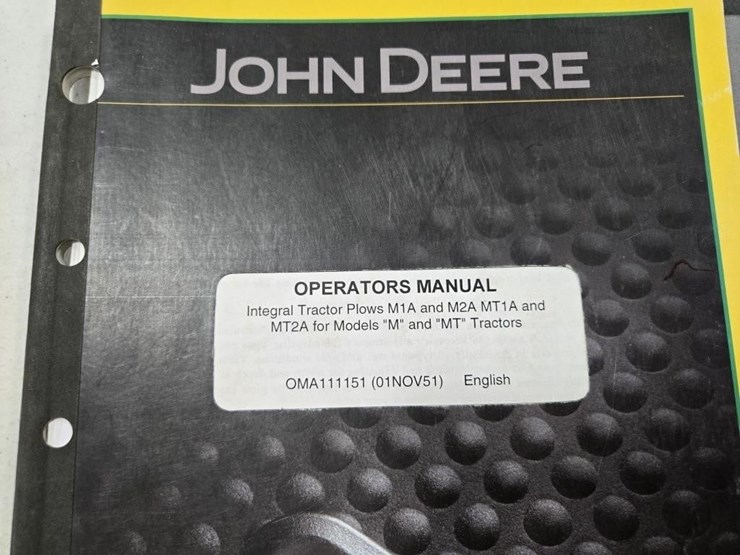 JOHN DEERE
OPERATORS MANUAL
Integral Tractor Plows M1A and M2A MT1A and
MT2A for Models "M" and "MT" Tractors
OMA111151 (01NOV51) English